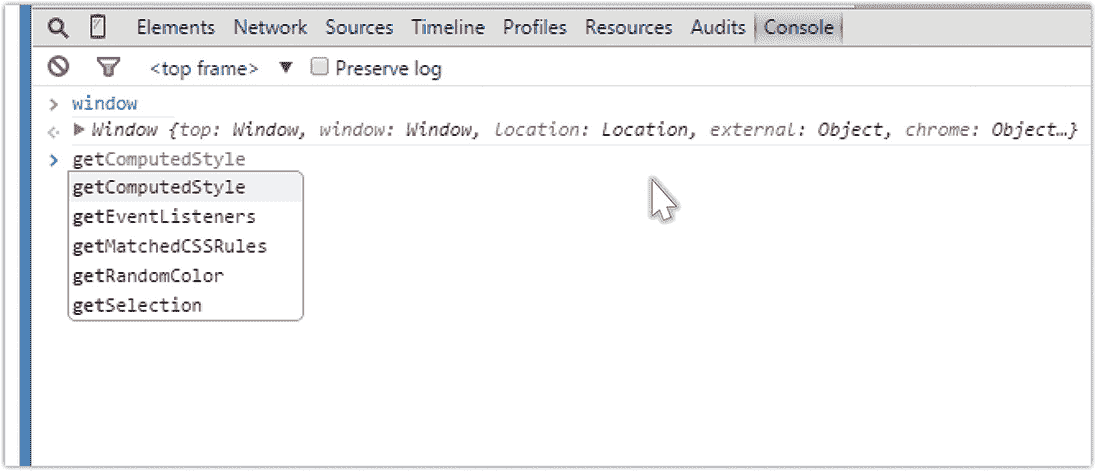 Elements Network Sources Timeline Profiles Resources Audits Console
<top frame> ▼ Preserve log
> window
▶ Window {top: Window, window: Window, location: Location, external: Object, chrome: Object…}
> getComputedStyle
getComputedStyle
getEventListeners
getMatchedCSSRules
getRandomColor
getSelection